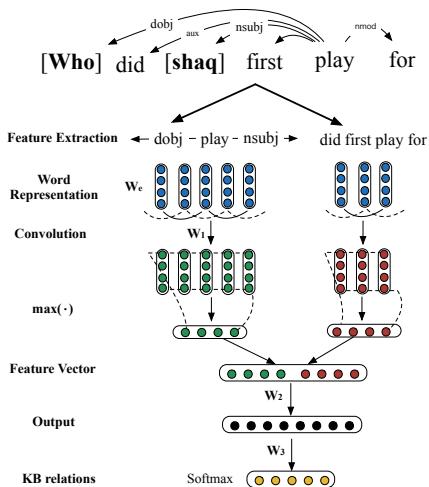 dobj
aux
nsubj
nmod
[Who] did [shaq] first play for
Feature Extraction
dobj – play – nsubj
did first play for
Word
Representation
We
Convolution
W1
max(·)
Feature Vector
W2
Output
W3
KB relations
Softmax